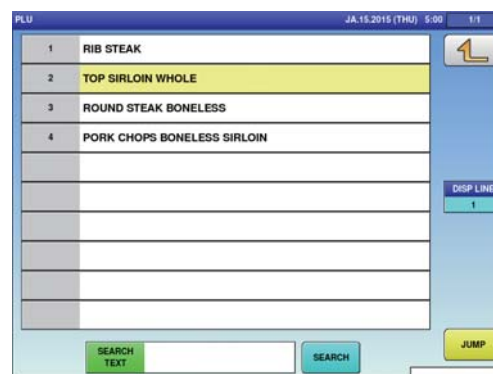 PLU JA.15.2015 (THU) 5:00 1/1
1 RIB STEAK
2 TOP SIRLOIN WHOLE
3 ROUND STEAK BONELESS
4 PORK CHOPS BONELESS SIRLOIN
DISP LINE
1
SEARCH TEXT
SEARCH
JUMP